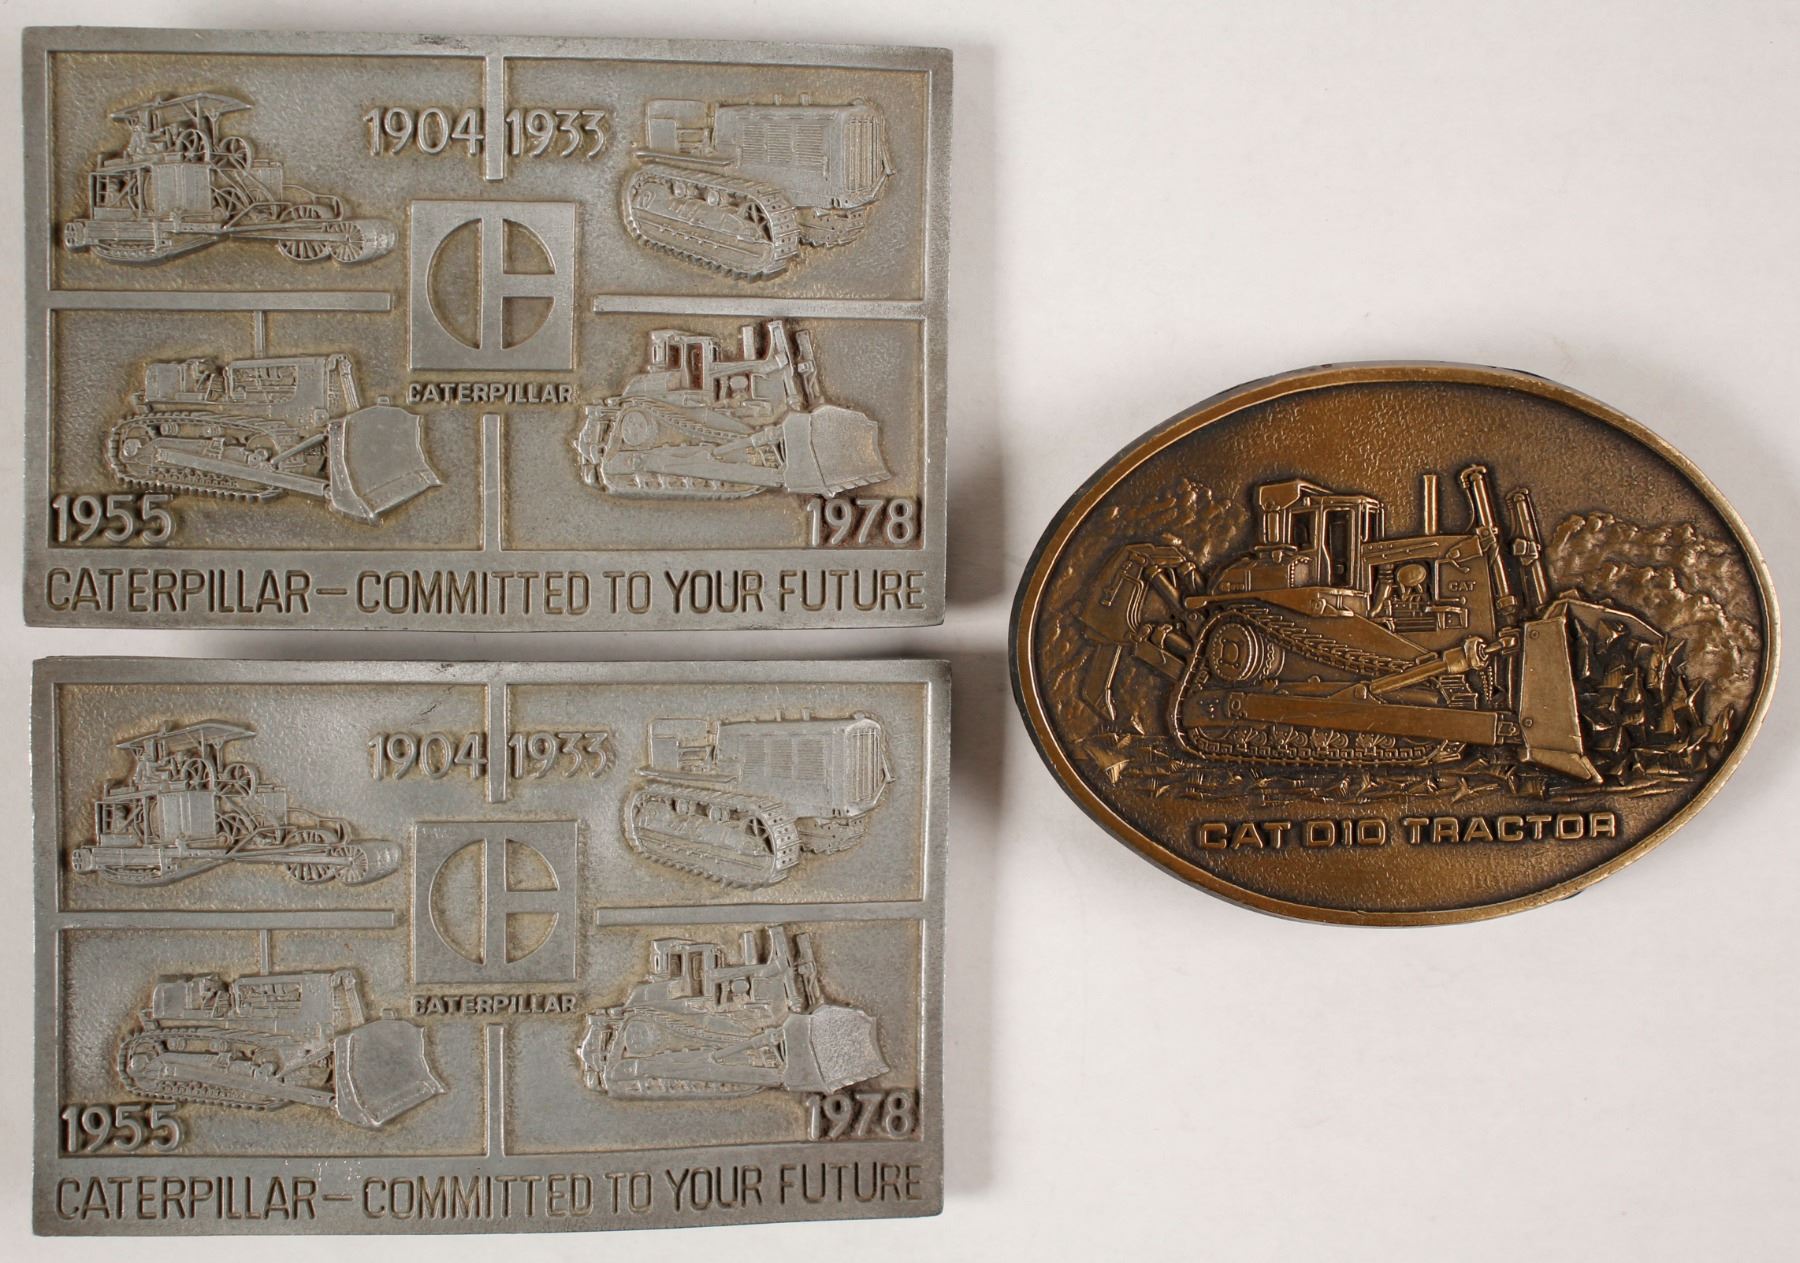 1904 1933
CATERPILLAR
1955 1978
CATERPILLAR — COMMITTED TO YOUR FUTURE
1904 1933
CATERPILLAR
1955 1978
CATERPILLAR — COMMITTED TO YOUR FUTURE
CAT
CAT D10 TRACTOR